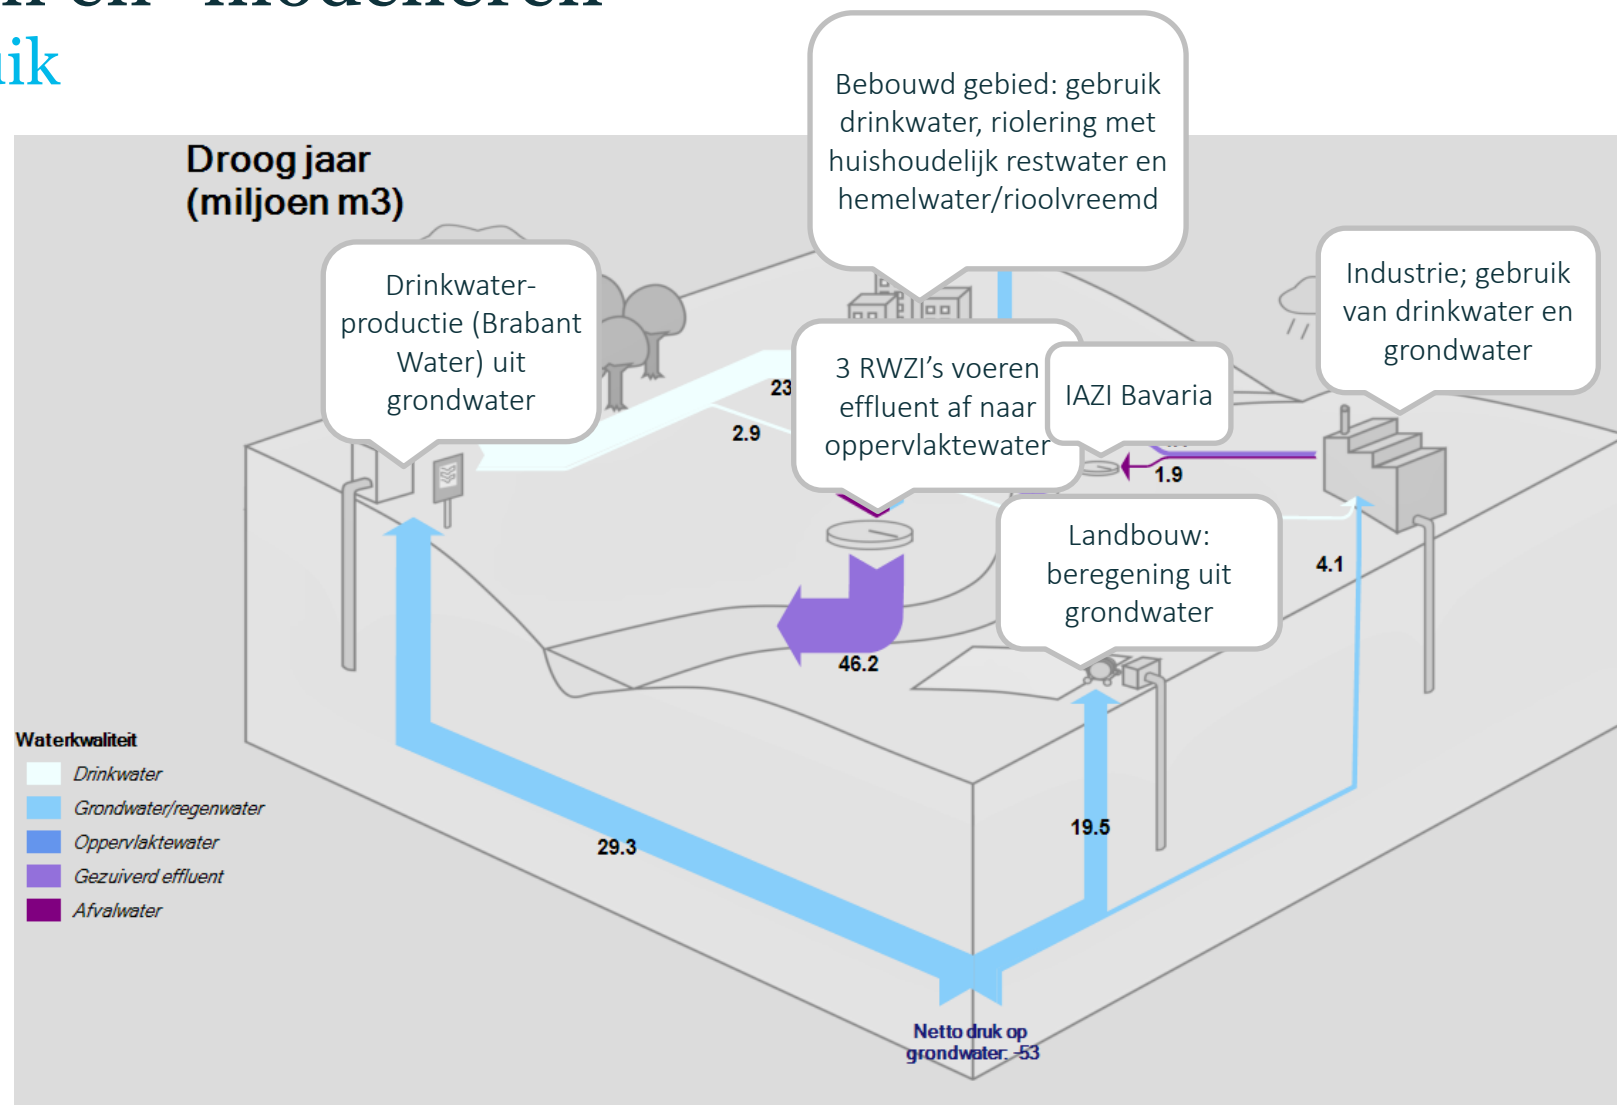 uik
Droog jaar
(miljoen m3)
Bebouwd gebied: gebruik
drinkwater, riolering met
huishoudelijk restwater en
hemelwater/rioolvreemd
Drinkwater-
productie (Brabant
Water) uit
grondwater
Industrie; gebruik
van drinkwater en
grondwater
3 RWZI's voeren
effluent af naar
oppervlaktewater
IAZI Bavaria
23
2.9
1.9
Landbouw:
beregening uit
grondwater
4.1
46.2
Waterkwaliteit
Drinkwater
Grondwater/regenwater
Oppervlaktewater
Gezuiverd effluent
Afvalwater
29.3
19.5
Netto druk op
grondwater: -53